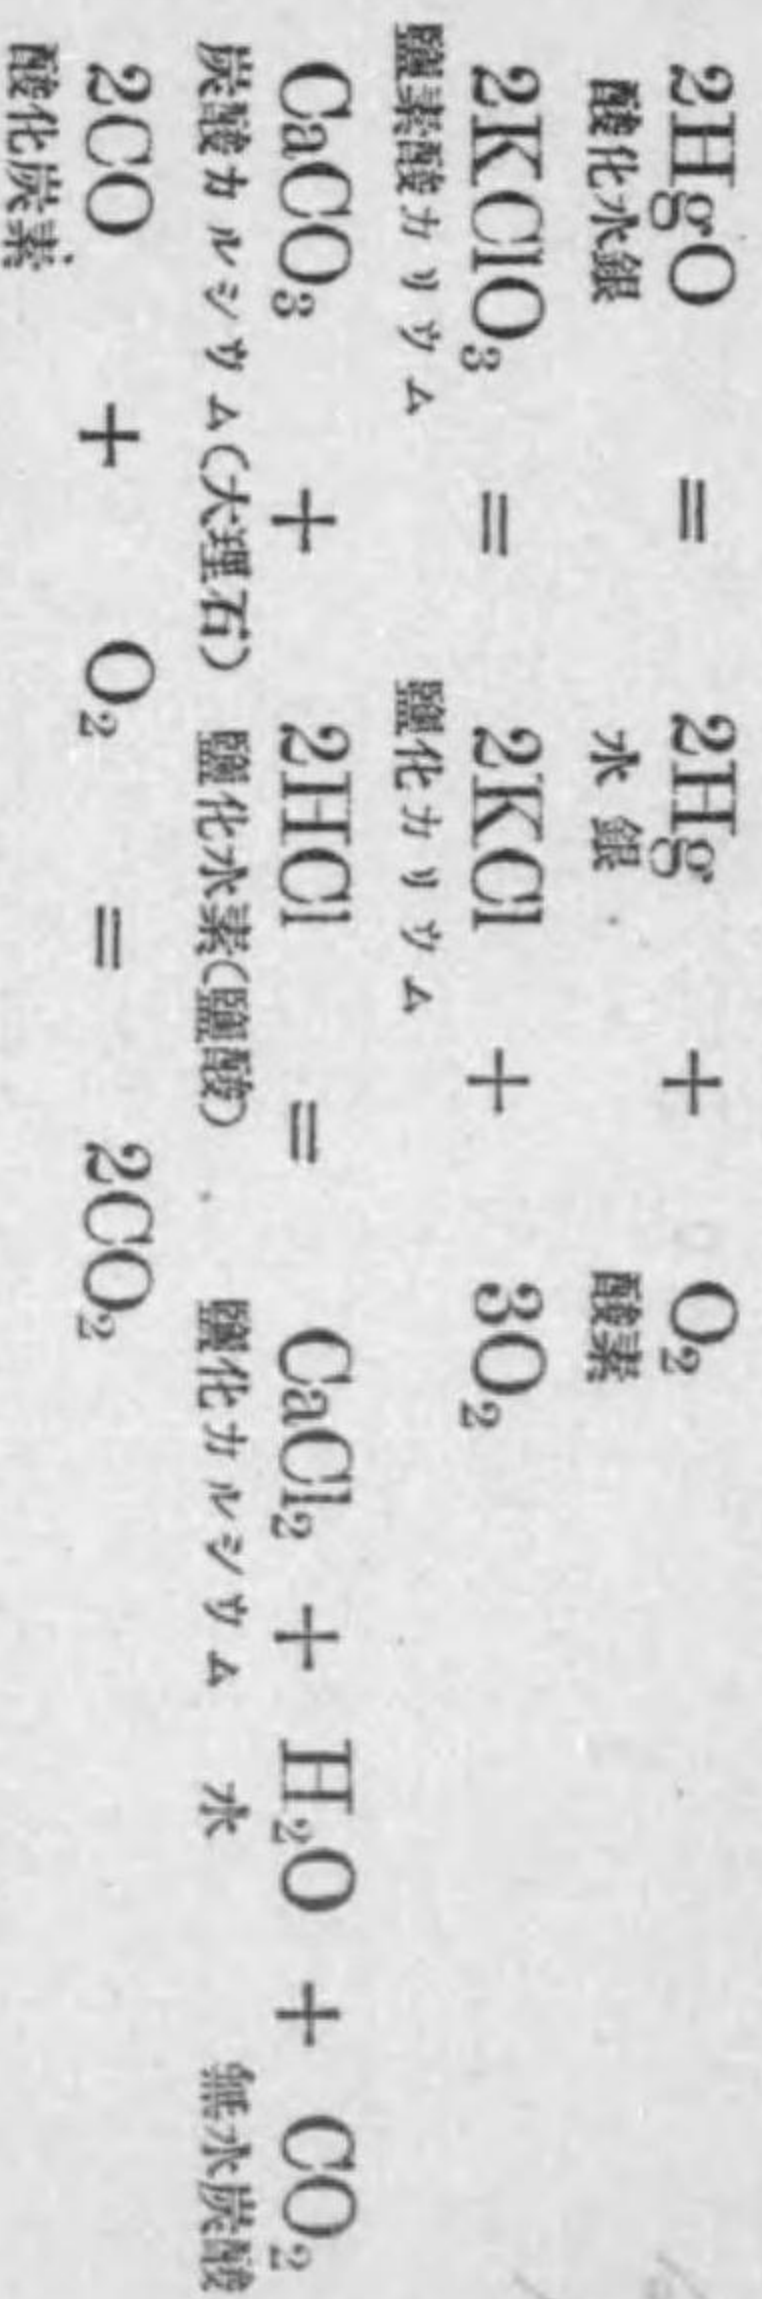 2HgO = 2Hg + O₂
酸化水銀 水銀 酸素
2KClO₃ = 2KCl + 3O₂
鹽素酸カリウム 鹽化カリウム
CaCO₃ + 2HCl = CaCl₂ + H₂O + CO₂
炭酸カルシウム(大理石) 鹽化水素(鹽酸) 鹽化カルシウム 水 無水炭酸
2CO + O₂ = 2CO₂
酸化炭素